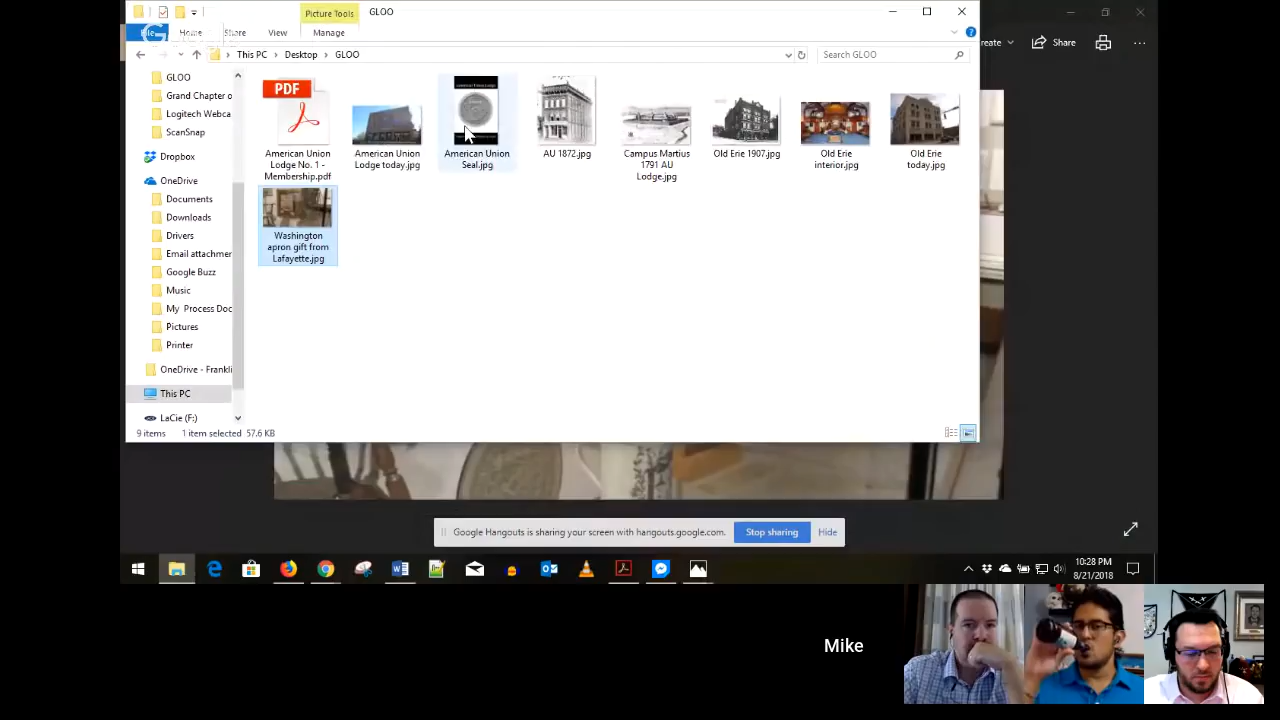 Picture Tools
GLOO
File
Home
Share
View
Manage
This PC
Desktop
GLOO
Search GLOO
reate
Share
GLOO
Grand Chapter o
Logitech Webca
ScanSnap
Dropbox
OneDrive
Documents
Downloads
Drivers
Email attachmer
Google Buzz
Music
My Process Doc
Pictures
Printer
OneDrive - Frankli
This PC
LaCie (F:)
PDF
American Union
Lodge No. 1 -
Membership.pdf
American Union
Lodge today.jpg
American Union
Seal.jpg
AU 1872.jpg
Campus Martius
1791 AU
Lodge.jpg
Old Erie 1907.jpg
Old Erie
interior.jpg
Old Erie
today.jpg
Washington
apron gift from
Lafayette.jpg
9 items
1 item selected 57.6 KB
Google Hangouts is sharing your screen with hangouts.google.com.
Stop sharing
Hide
10:28 PM
8/21/2018
Mike